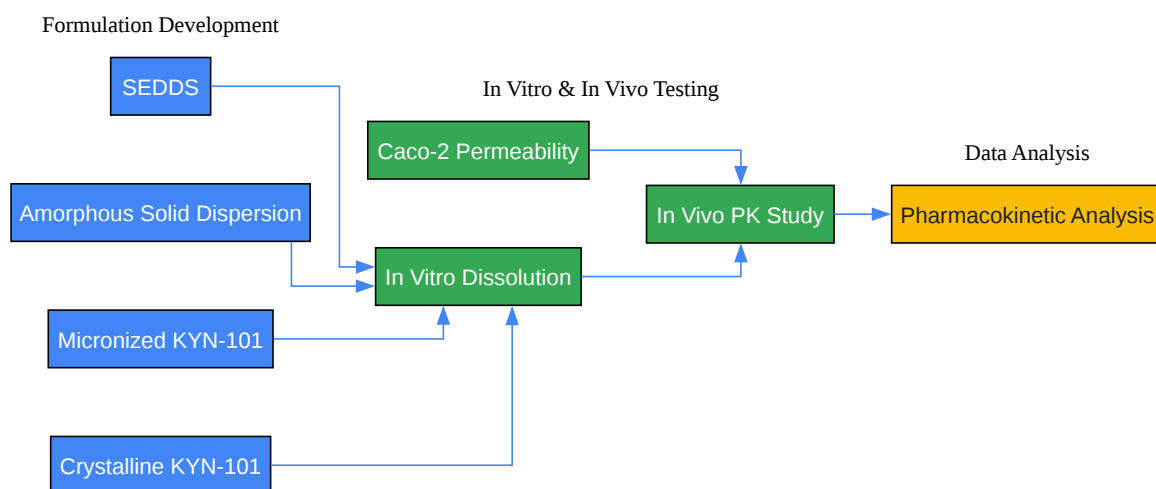 Formulation Development
SEDDS
In Vitro & In Vivo Testing
Caco-2 Permeability
Data Analysis
Amorphous Solid Dispersion
In Vivo PK Study
Pharmacokinetic Analysis
In Vitro Dissolution
Micronized KYN-101
Crystalline KYN-101